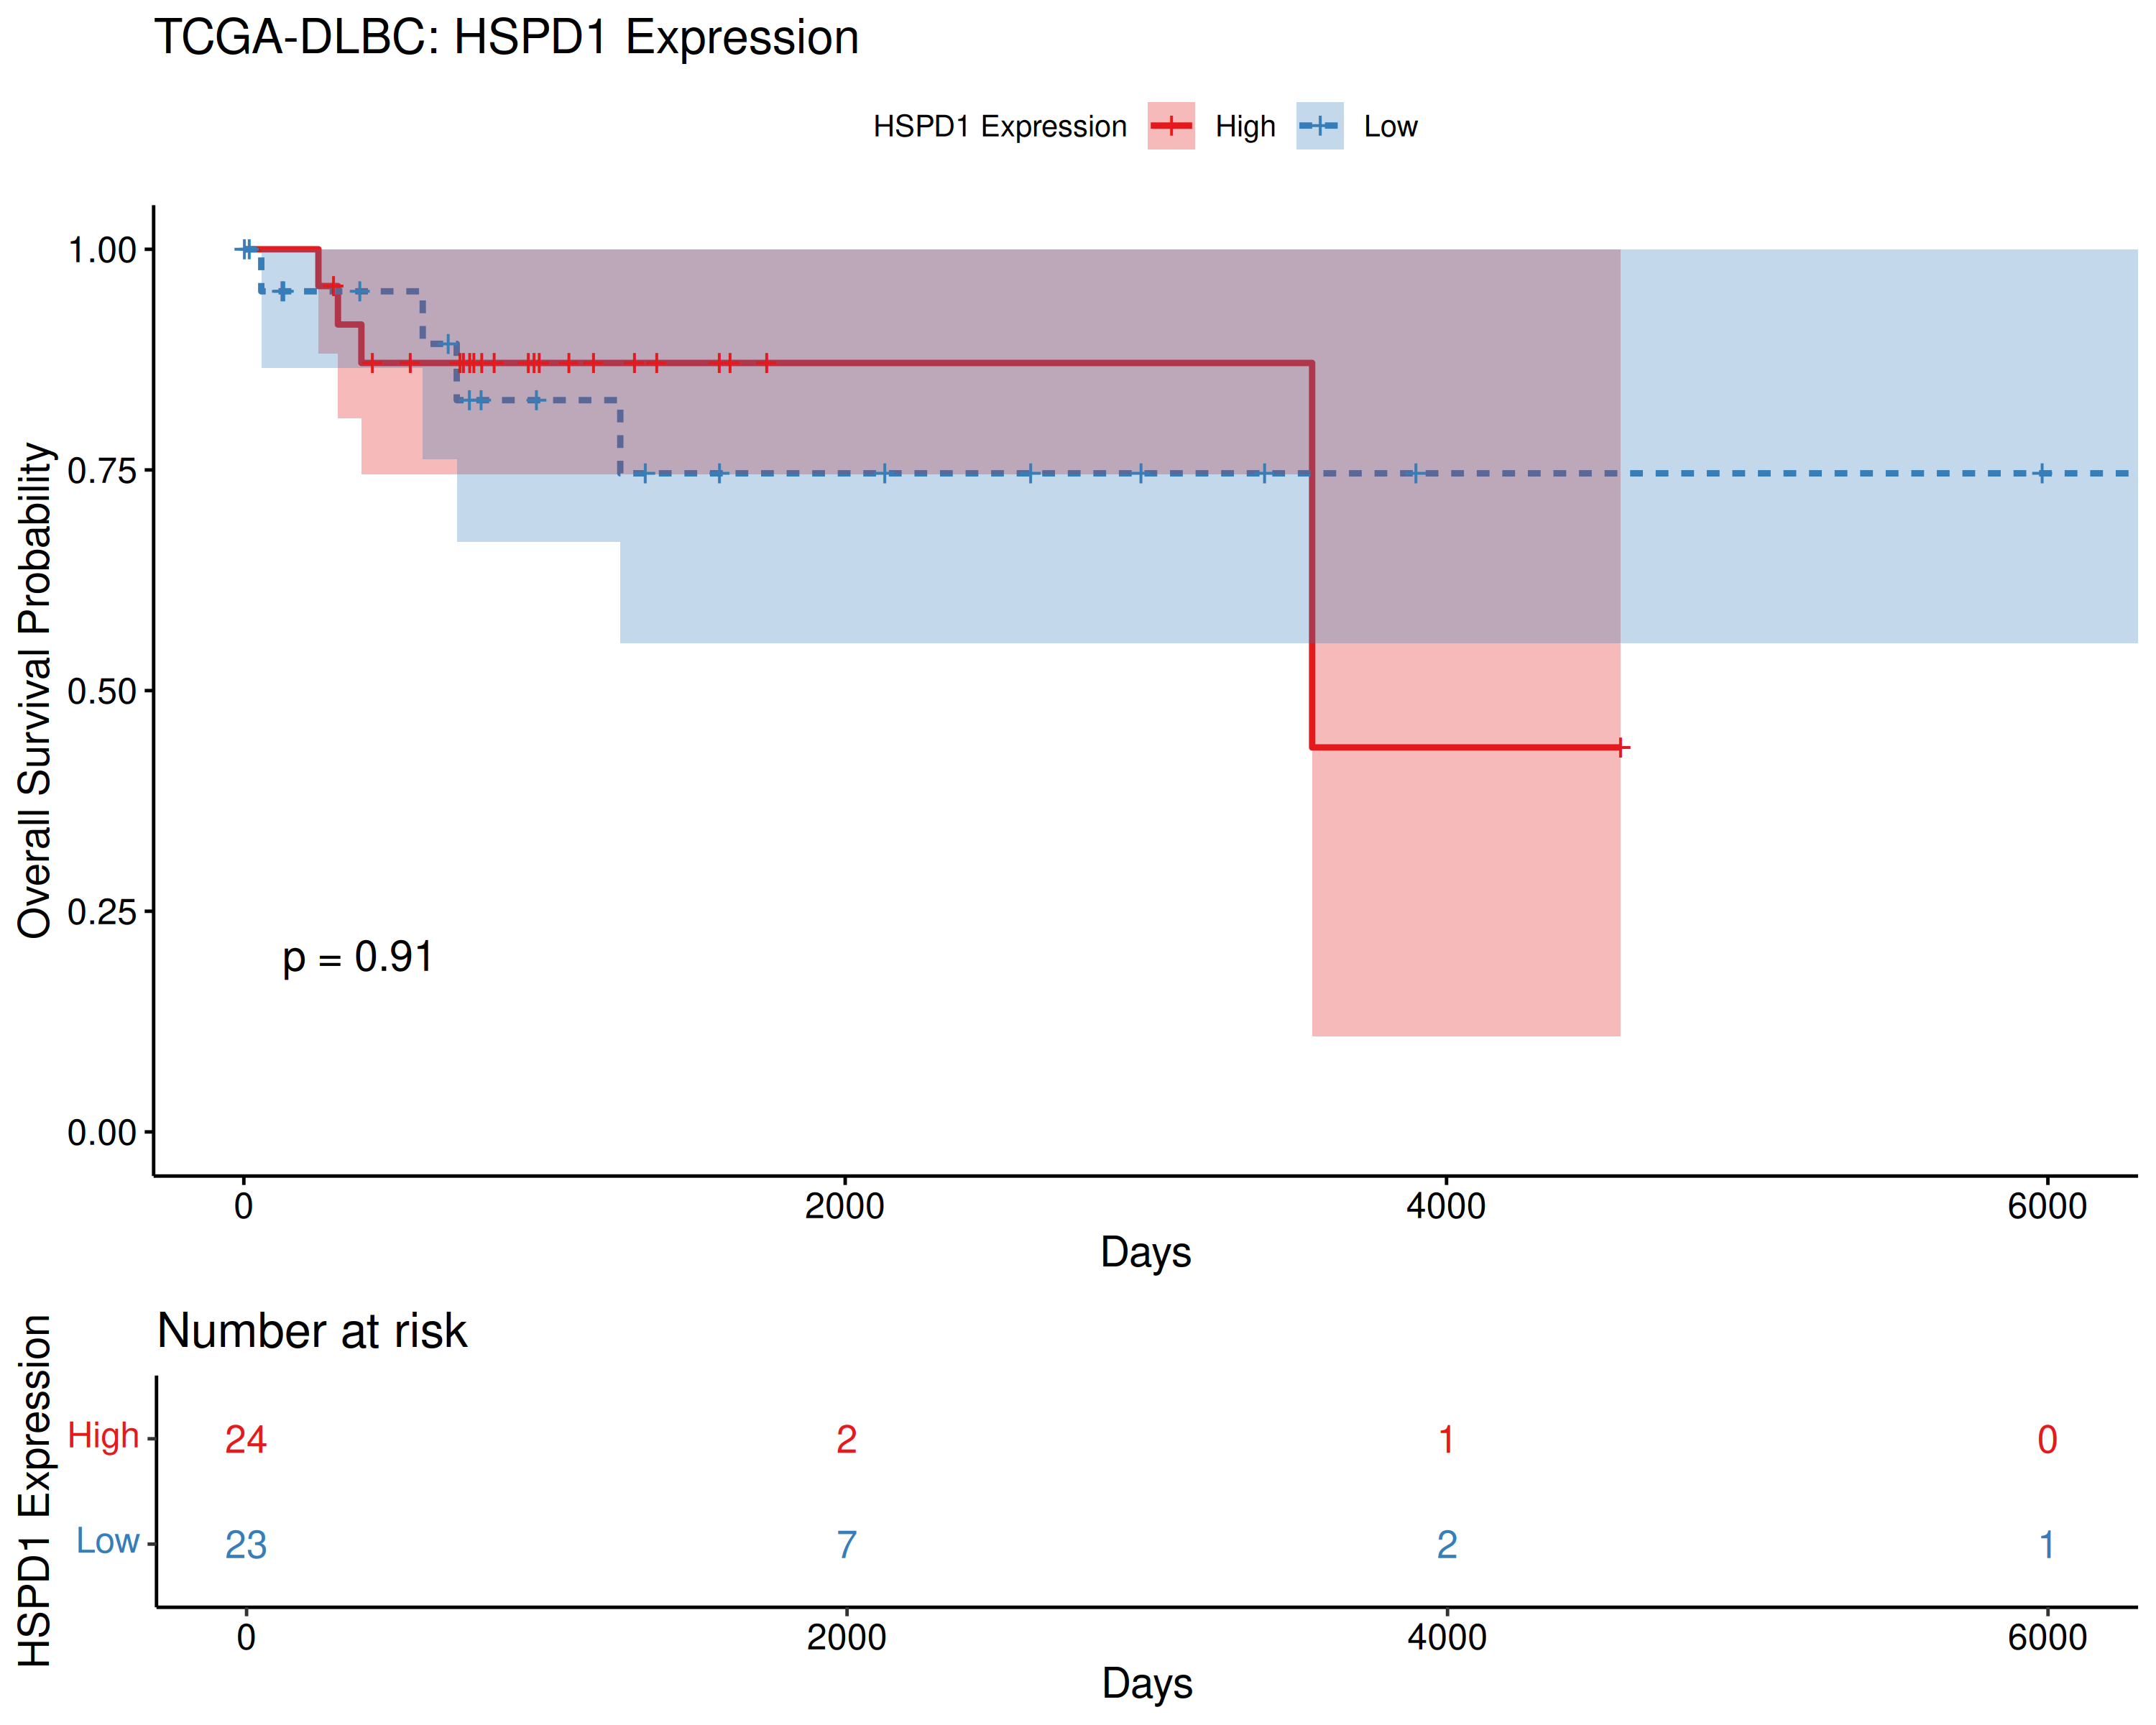 TCGA-DLBC: HSPD1 Expression
HSPD1 Expression High Low
Overall Survival Probability
1.00
0.75
0.50
0.25
0.00
p = 0.91
0 2000 4000 6000
Days
Number at risk
HSPD1 Expression
High 24 2 1 0
Low 23 7 2 1
0 2000 4000 6000
Days